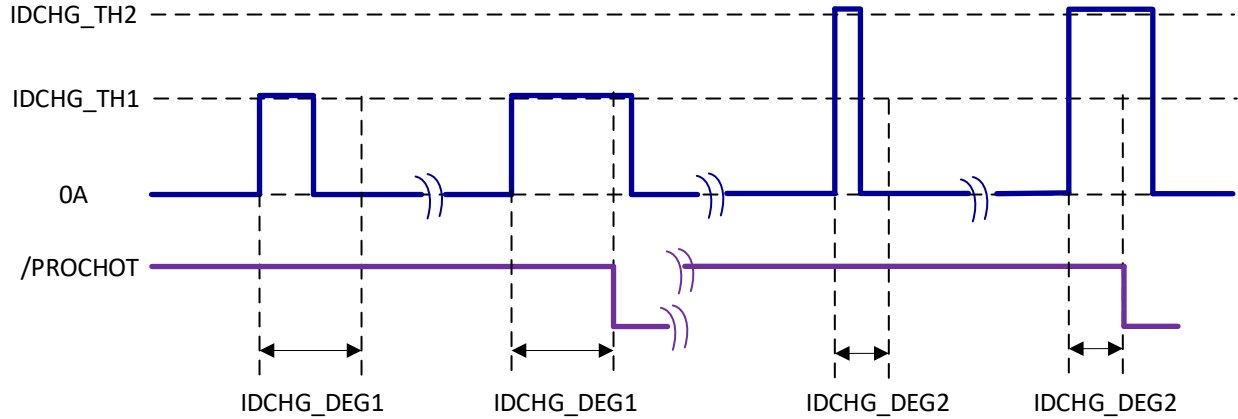 IDCHG_TH2
IDCHG_TH1
0A
/PROCHOT
IDCHG_DEG1
IDCHG_DEG1
IDCHG_DEG2
IDCHG_DEG2